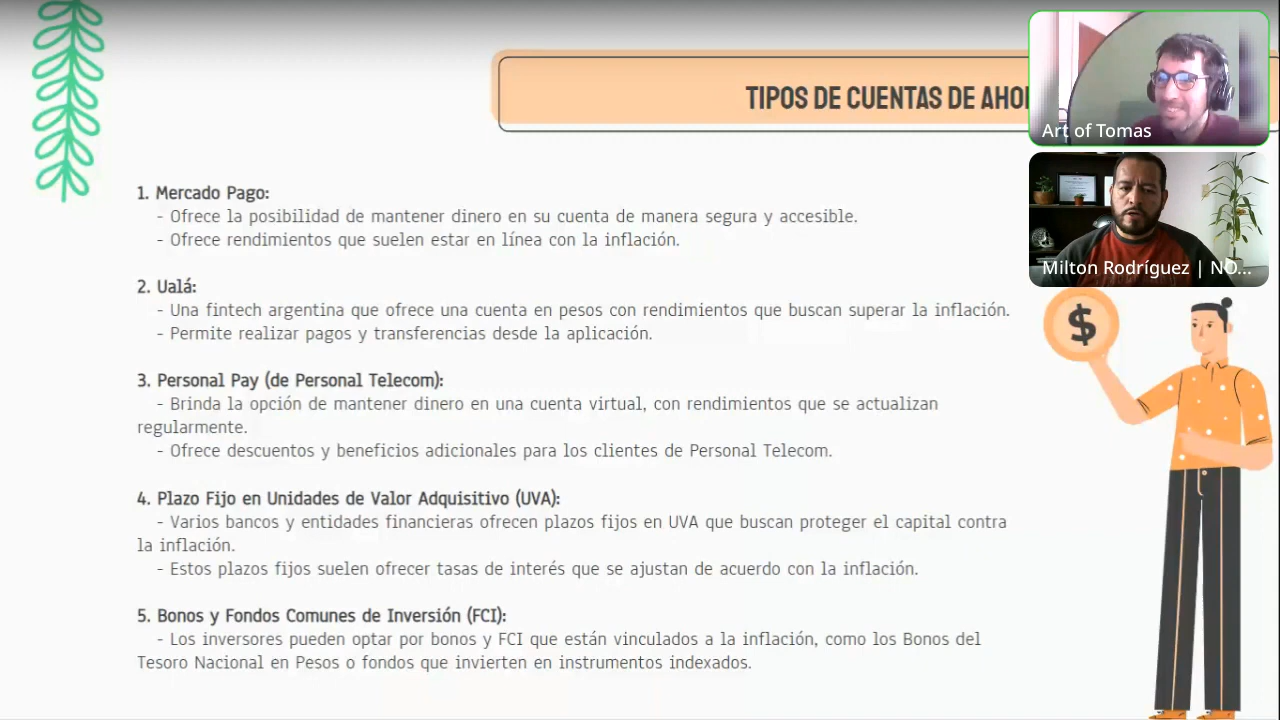 TIPOS DE CUENTAS DE AHO
Art of Tomas
Milton Rodríguez | NO...
1. Mercado Pago:
- Ofrece la posibilidad de mantener dinero en su cuenta de manera segura y accesible.
- Ofrece rendimientos que suelen estar en línea con la inflación.
2. Ualá:
- Una fintech argentina que ofrece una cuenta en pesos con rendimientos que buscan superar la inflación.
- Permite realizar pagos y transferencias desde la aplicación.
3. Personal Pay (de Personal Telecom):
- Brinda la opción de mantener dinero en una cuenta virtual, con rendimientos que se actualizan
regularmente.
- Ofrece descuentos y beneficios adicionales para los clientes de Personal Telecom.
4. Plazo Fijo en Unidades de Valor Adquisitivo (UVA):
- Varios bancos y entidades financieras ofrecen plazos fijos en UVA que buscan proteger el capital contra
la inflación.
- Estos plazos fijos suelen ofrecer tasas de interés que se ajustan de acuerdo con la inflación.
5. Bonos y Fondos Comunes de Inversión (FCI):
- Los inversores pueden optar por bonos y FCI que están vinculados a la inflación, como los Bonos del
Tesoro Nacional en Pesos o fondos que invierten en instrumentos indexados.
$